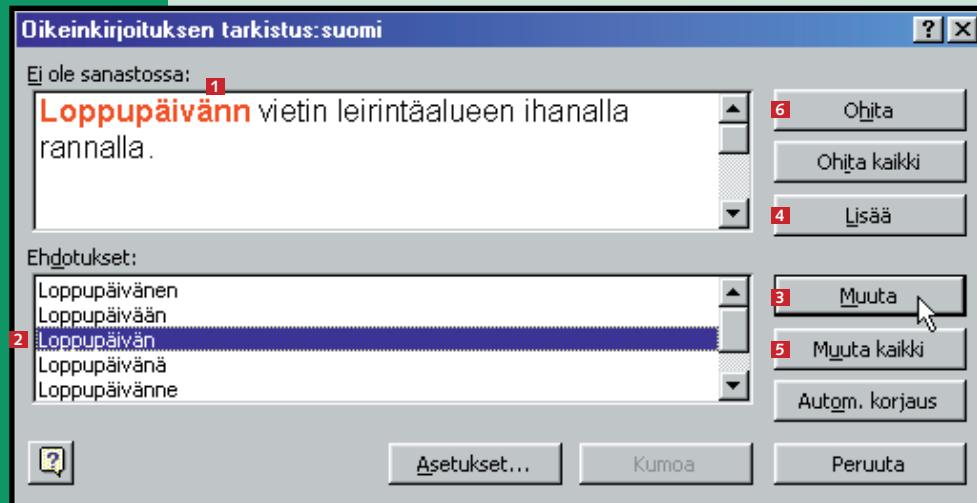 Oikeinkirjoituksen tarkistus:suomi
Ei ole sanastossa:
1
Loppupäivänn vietin leirintäalueen ihanalla
rannalla.
6 Ohita
Ohita kaikki
4 Lisää
Ehdotukset:
Loppupäivänen
Loppupäivään
2 Loppupäivän
Loppupäivänä
Loppupäivänne
3 Muuta
5 Muuta kaikki
Autom. korjaus
Asetukset...
Kumoa
Peruuta